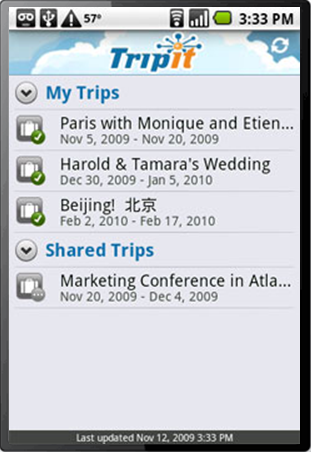 57°
3:33 PM
Tripit
My Trips
Paris with Monique and Etien...
Nov 5, 2009 - Nov 20, 2009
Harold & Tamara's Wedding
Dec 30, 2009 - Jan 5, 2010
Beijing! 北京
Feb 2, 2010 - Feb 17, 2010
Shared Trips
Marketing Conference in Atla...
Nov 20, 2009 - Dec 4, 2009
Last updated Nov 12, 2009 3:33 PM